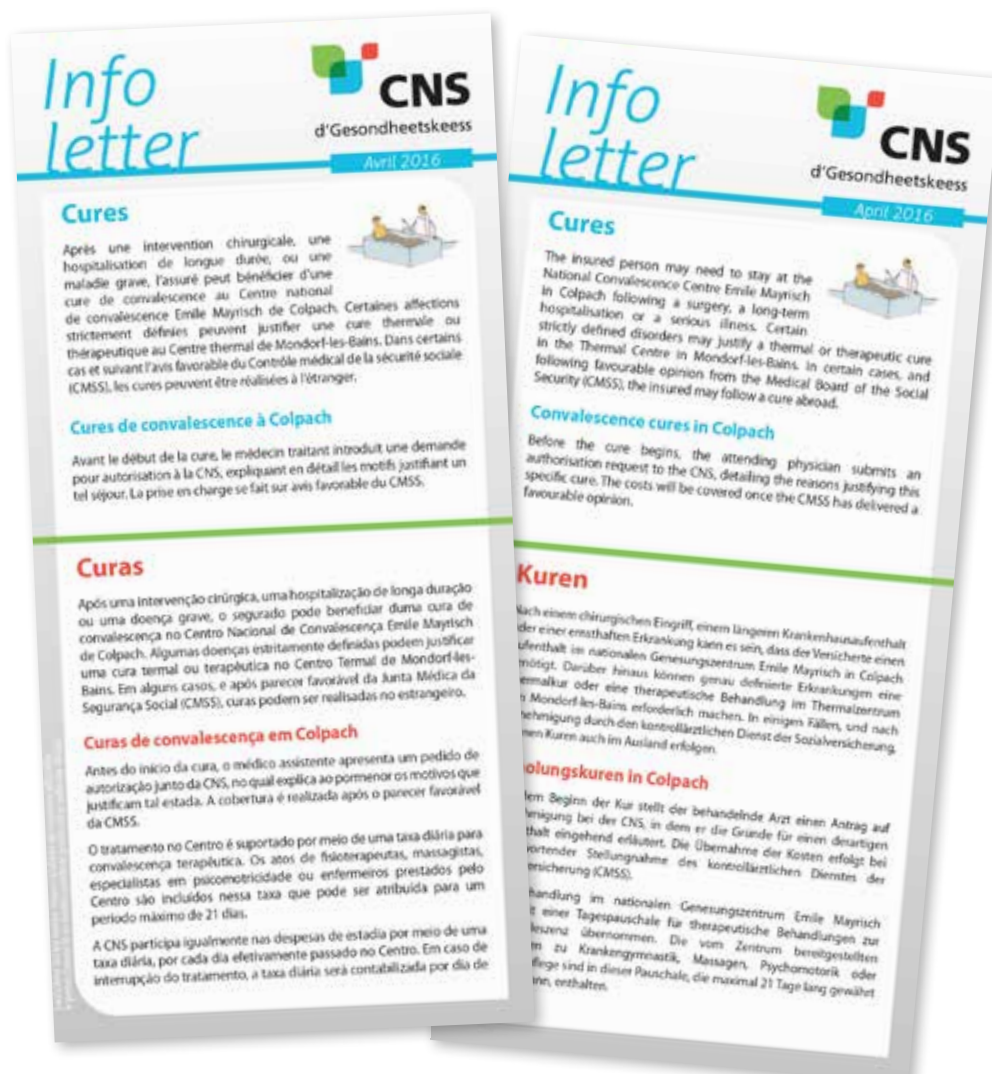 Info
letter
CNS
d'Gesondheetskeess
Avril 2016
Cures
Après une intervention chirurgicale, une
hospitalisation de longue durée, ou une
maladie grave, l'assuré peut bénéficier d'une
cure de convalescence au Centre national
de convalescence Emile Mayrisch de Colpach. Certaines affections
strictement définies peuvent justifier une cure thermale ou
thérapeutique au Centre thermal de Mondorf-les-Bains. Dans certains
cas et suivant l'avis favorable du Contrôle médical de la sécurité sociale
(CMSS), les cures peuvent être réalisées à l'étranger.
Cures de convalescence à Colpach
Avant le début de la cure, le médecin traitant introduit une demande
pour autorisation à la CNS, expliquant en détail les motifs justifiant un
tel séjour. La prise en charge se fait sur avis favorable du CMSS.
Curas
Após uma intervenção cirúrgica, uma hospitalização de longa duração
ou uma doença grave, o segurado pode beneficiar duma cura de
convalescença no Centro Nacional de Convalescença Emile Mayrisch
de Colpach. Algumas doenças estritamente definidas podem justificar
uma cura termal ou terapêutica no Centro Termal de Mondorf-les-
Bains. Em alguns casos, e após parecer favorável da Junta Médica da
Segurança Social (CMSS), curas podem ser realisadas no estrangeiro.
Curas de convalescença em Colpach
Antes do início da cura, o médico assistente apresenta um pedido de
autorização junto da CNS, no qual explica ao pormenor os motivos que
justificam tal estada. A cobertura é realizada após o parecer favorável
da CMSS.
O tratamento no Centro é suportado por meio de uma taxa diária para
convalescença terapêutica. Os atos de fisioterapeutas, massagistas,
especialistas em psicomotricidade ou enfermeiros prestados pelo
Centro são incluídos nessa taxa que pode ser atribuída para um
período máximo de 21 dias.
A CNS participa igualmente nas despesas de estadia por meio de uma
taxa diária, por cada dia efetivamente passado no Centro. Em caso de
interrupção do tratamento, a taxa diária será contabilizada por dia de
Info
letter
CNS
d'Gesondheetskeess
April 2016
Cures
The insured person may need to stay at the
National Convalescence Centre Emile Mayrisch
in Colpach following a surgery, a long-term
hospitalisation or a serious illness. Certain
strictly defined disorders may justify a thermal or therapeutic cure
in the Thermal Centre in Mondorf-les-Bains. In certain cases, and
following favourable opinion from the Medical Board of the Social
Security (CMSS), the insured may follow a cure abroad.
Convalescence cures in Colpach
Before the cure begins, the attending physician submits an
authorisation request to the CNS, detailing the reasons justifying this
specific cure. The costs will be covered once the CMSS has delivered a
favourable opinion.
Kuren
Nach einem chirurgischen Eingriff, einem längeren Krankenhausaufenthalt
der einer ernsthaften Erkrankung kann es sein, dass der Versicherte einen
ufenthalt im nationalen Genesungszentrum Emile Mayrisch in Colpach
nötigt. Darüber hinaus können genau definierte Erkrankungen eine
ermalkur oder eine therapeutische Behandlung im Thermalzentrum
Mondorf-les-Bains erforderlich machen. In einigen Fällen, und nach
nehmigung durch den kontrollärztlichen Dienst der Sozialversicherung,
nen Kuren auch im Ausland erfolgen.
olungskuren in Colpach
dem Beginn der Kur stellt der behandelnde Arzt einen Antrag auf
hmigung bei der CNS, in dem er die Gründe für einen derartigen
thalt eingehend erläutert. Die Übernahme der Kosten erfolgt bei
ortender Stellungnahme des kontrollärztlichen Dienstes der
ersicherung (CMSS).
handlung im nationalen Genesungszentrum Emile Mayrisch
t einer Tagespauschale für therapeutische Behandlungen zur
leszenz übernommen. Die vom Zentrum bereitgestellten
en zu Krankengymnastik, Massagen, Psychomotorik oder
flege sind in dieser Pauschale, die maximal 21 Tage lang gewährt
ann, enthalten.